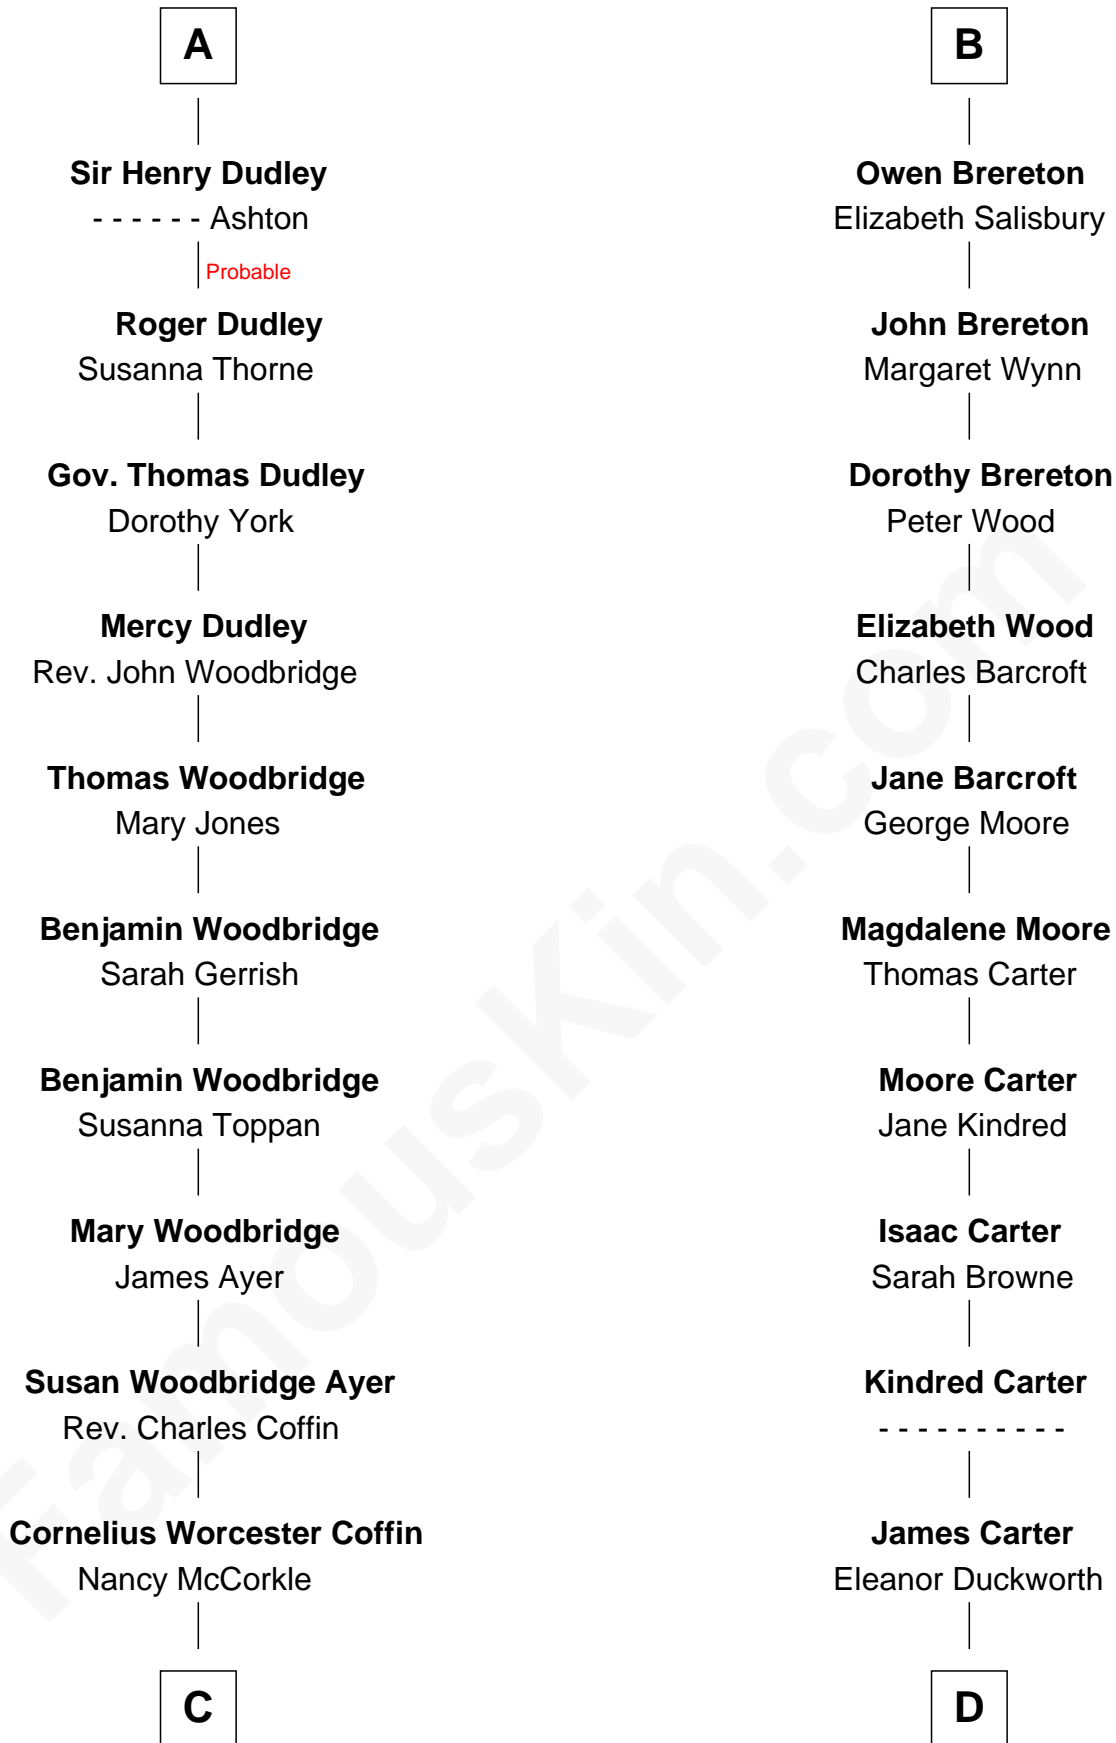 A
Sir Henry Dudley
- - - - - - Ashton
Probable
Roger Dudley
Susanna Thorne
Gov. Thomas Dudley
Dorothy York
Mercy Dudley
Rev. John Woodbridge
Thomas Woodbridge
Mary Jones
Benjamin Woodbridge
Sarah Gerrish
Benjamin Woodbridge
Susanna Toppan
Mary Woodbridge
James Ayer
Susan Woodbridge Ayer
Rev. Charles Coffin
Cornelius Worcester Coffin
Nancy McCorkle
C
B
Owen Brereton
Elizabeth Salisbury
John Brereton
Margaret Wynn
Dorothy Brereton
Peter Wood
Elizabeth Wood
Charles Barcroft
Jane Barcroft
George Moore
Magdalene Moore
Thomas Carter
Moore Carter
Jane Kindred
Isaac Carter
Sarah Browne
Kindred Carter
- - - - - - - - - -
James Carter
Eleanor Duckworth
D
FamousKin.com